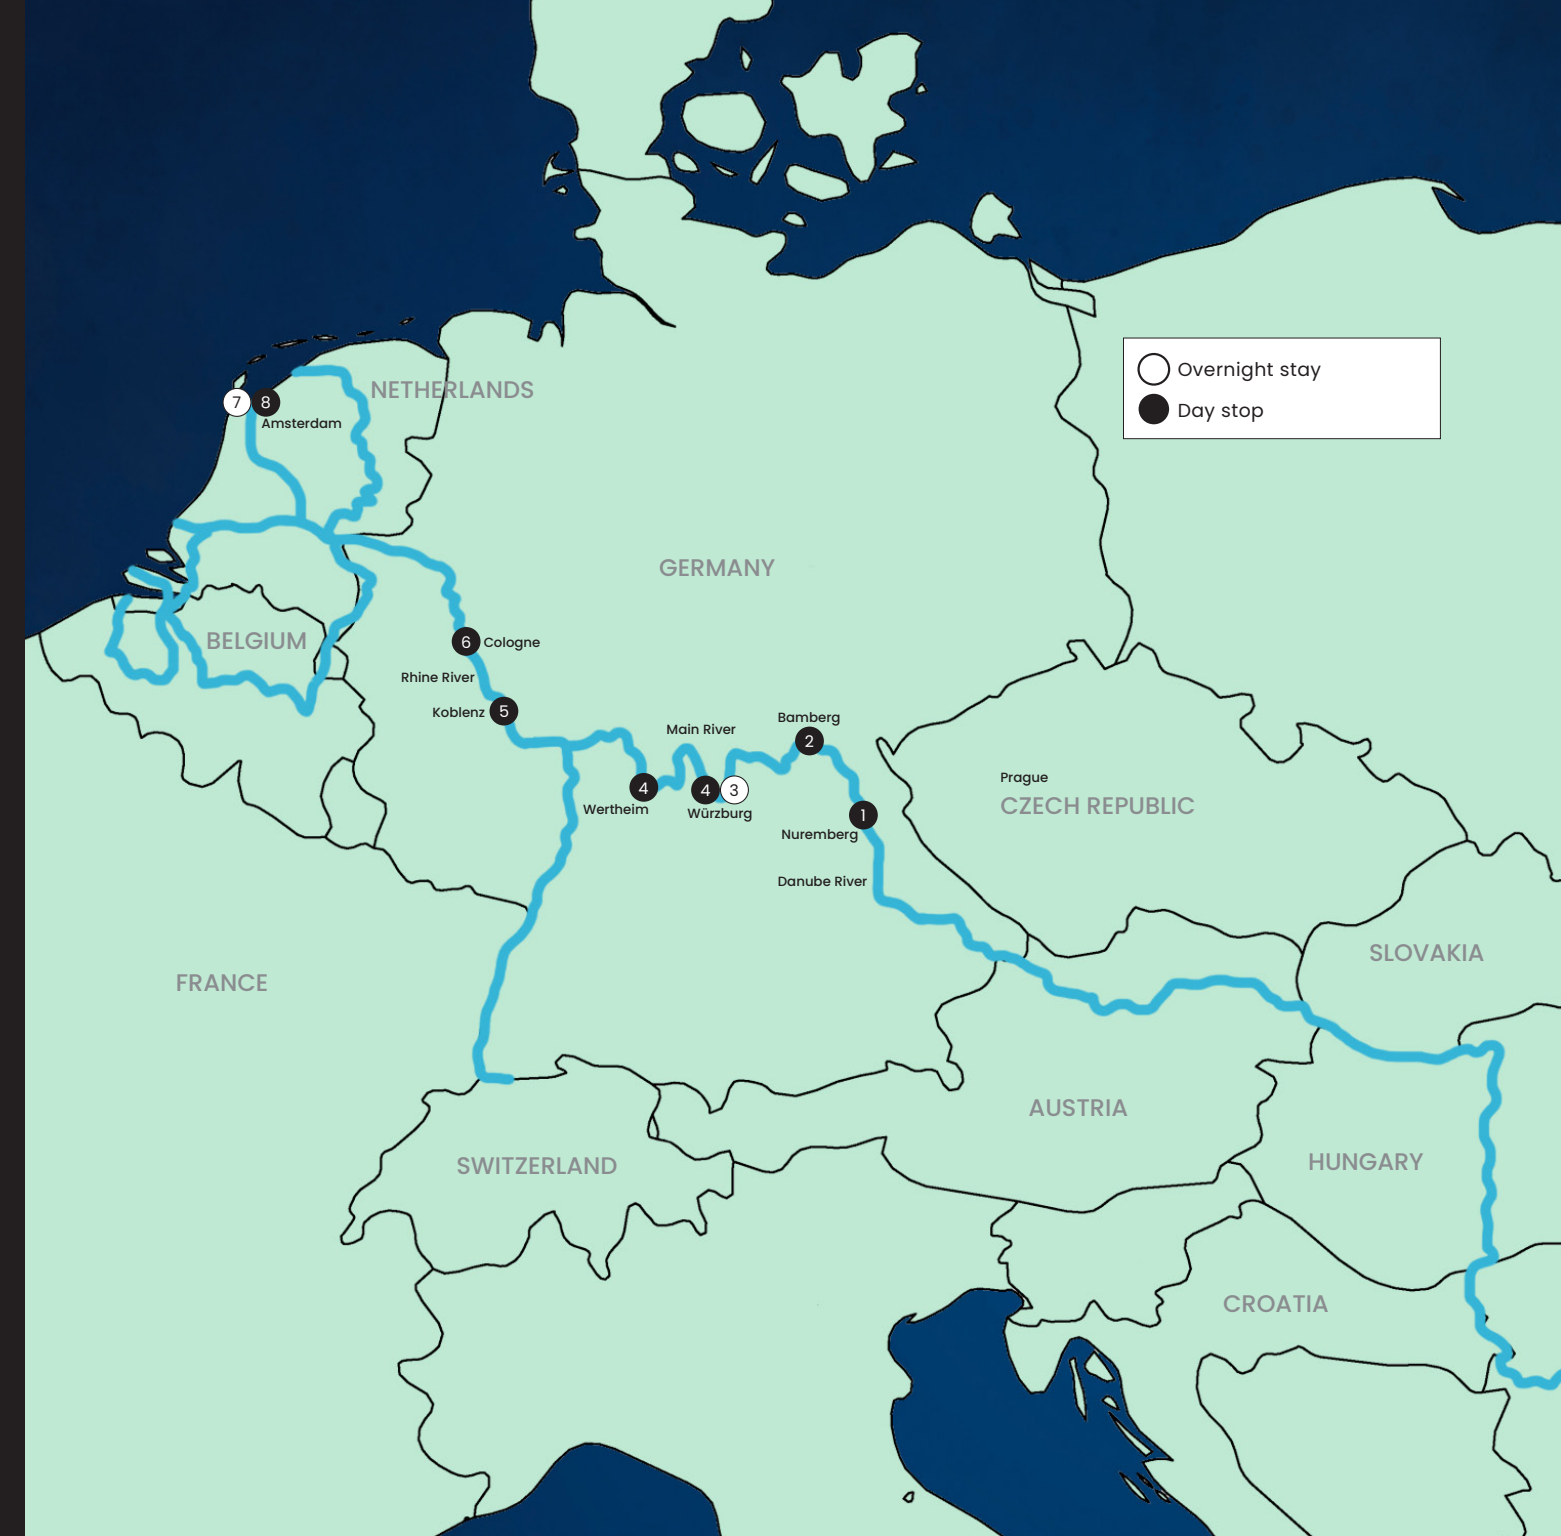 Overnight stay
Day stop
NETHERLANDS
7
8
Amsterdam
GERMANY
BELGIUM
6
Cologne
Rhine River
Koblenz
5
Main River
Bamberg
2
Prague
CZECH REPUBLIC
4
4
3
Wertheim
Würzburg
1
Nuremberg
Danube River
SLOVAKIA
FRANCE
AUSTRIA
SWITZERLAND
HUNGARY
CROATIA